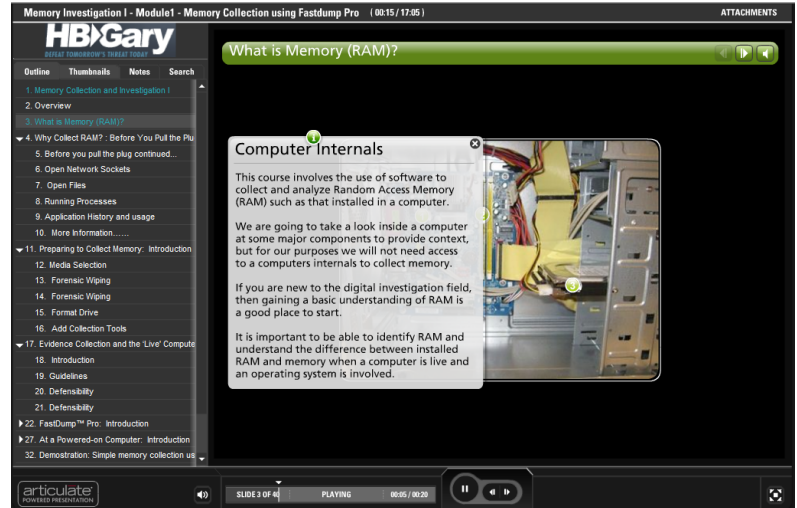 Memory Investigation I - Module1 - Memory Collection using Fastdump Pro ( 00:15 / 17:05 )
ATTACHMENTS
HB)Gary
DEFEAT TOMORROW'S THREAT TODAY
Outline Thumbnails Notes Search
1. Memory Collection and Investigation I
2. Overview
3. What is Memory (RAM)?
4. Why Collect RAM? : Before You Pull the Plu
5. Before you pull the plug continued...
6. Open Network Sockets
7. Open Files
8. Running Processes
9. Application History and usage
10. More Information......
11. Preparing to Collect Memory: Introduction
12. Media Selection
13. Forensic Wiping
14. Forensic Wiping
15. Format Drive
16. Add Collection Tools
17. Evidence Collection and the 'Live' Compute
18. Introduction
19. Guidelines
20. Defensibility
21. Defensibility
22. FastDump™ Pro: Introduction
27. At a Powered-on Computer: Introduction
32. Demostration: Simple memory collection us
What is Memory (RAM)?
1
Computer Internals
This course involves the use of software to
collect and analyze Random Access Memory
(RAM) such as that installed in a computer.
We are going to take a look inside a computer
at some major components to provide context,
but for our purposes we will not need access
to a computers internals to collect memory.
If you are new to the digital investigation field,
then gaining a basic understanding of RAM is
a good place to start.
It is important to be able to identify RAM and
understand the difference between installed
RAM and memory when a computer is live and
an operating system is involved.
3
articulate
POWERED PRESENTATION
SLIDE 3 OF 40 PLAYING 00:05 / 00:20